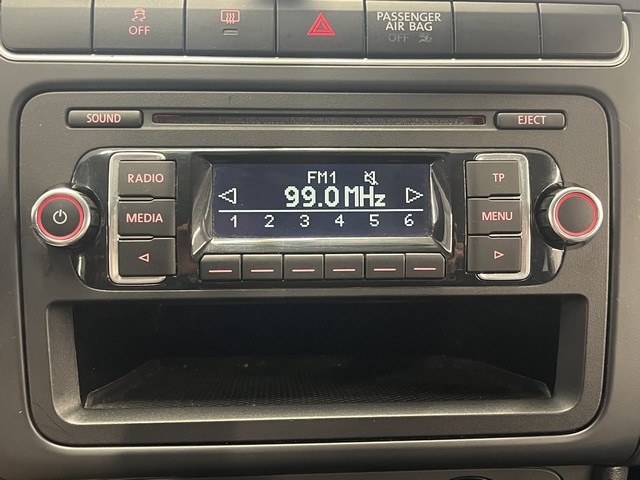 OFF
PASSENGER
AIR BAG
OFF
SOUND
EJECT
RADIO
FM1
TP
99.0 MHz
MEDIA
MENU
1 2 3 4 5 6